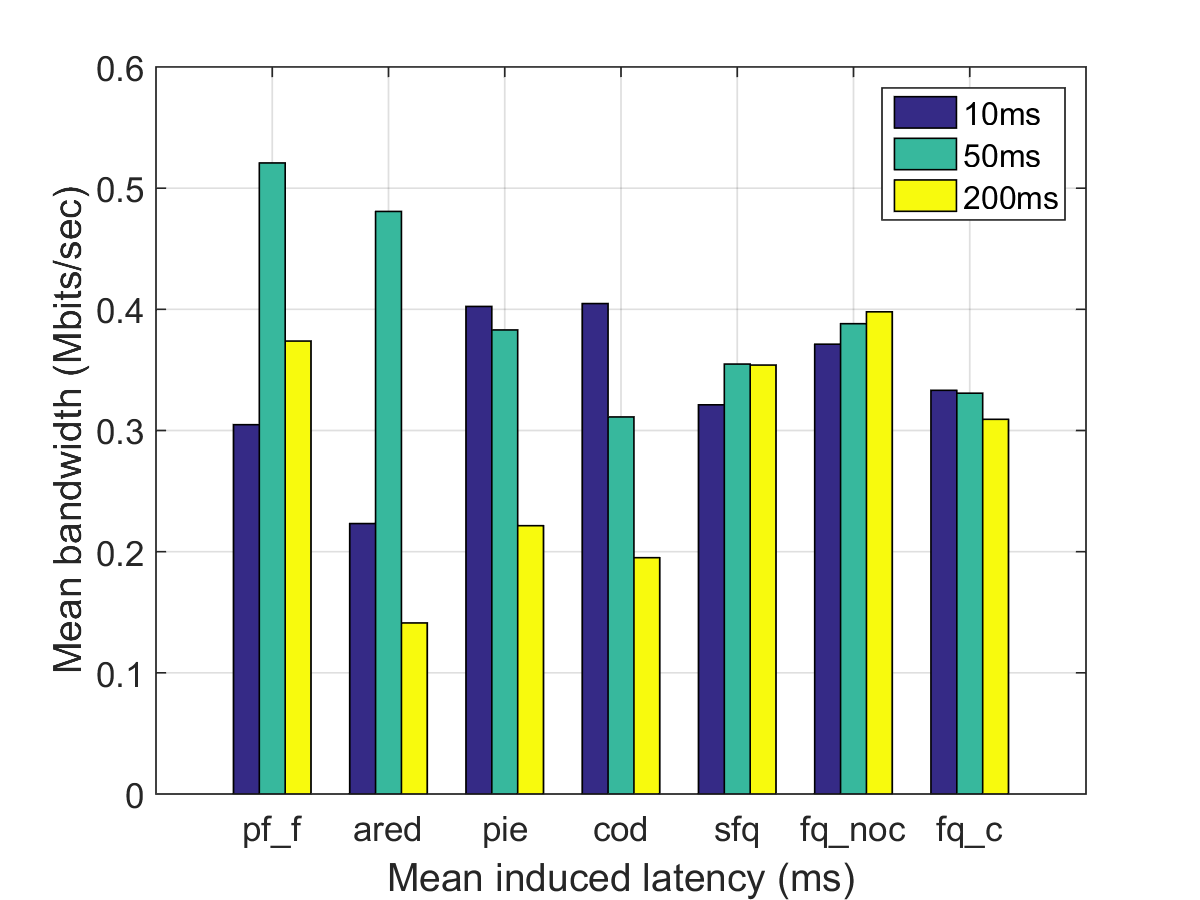 0.6
0.5
0.4
0.3
0.2
0.1
0
Mean bandwidth (Mbits/sec)
10ms
50ms
200ms
pf_f ared pie cod sfq fq_noc fq_c
Mean induced latency (ms)